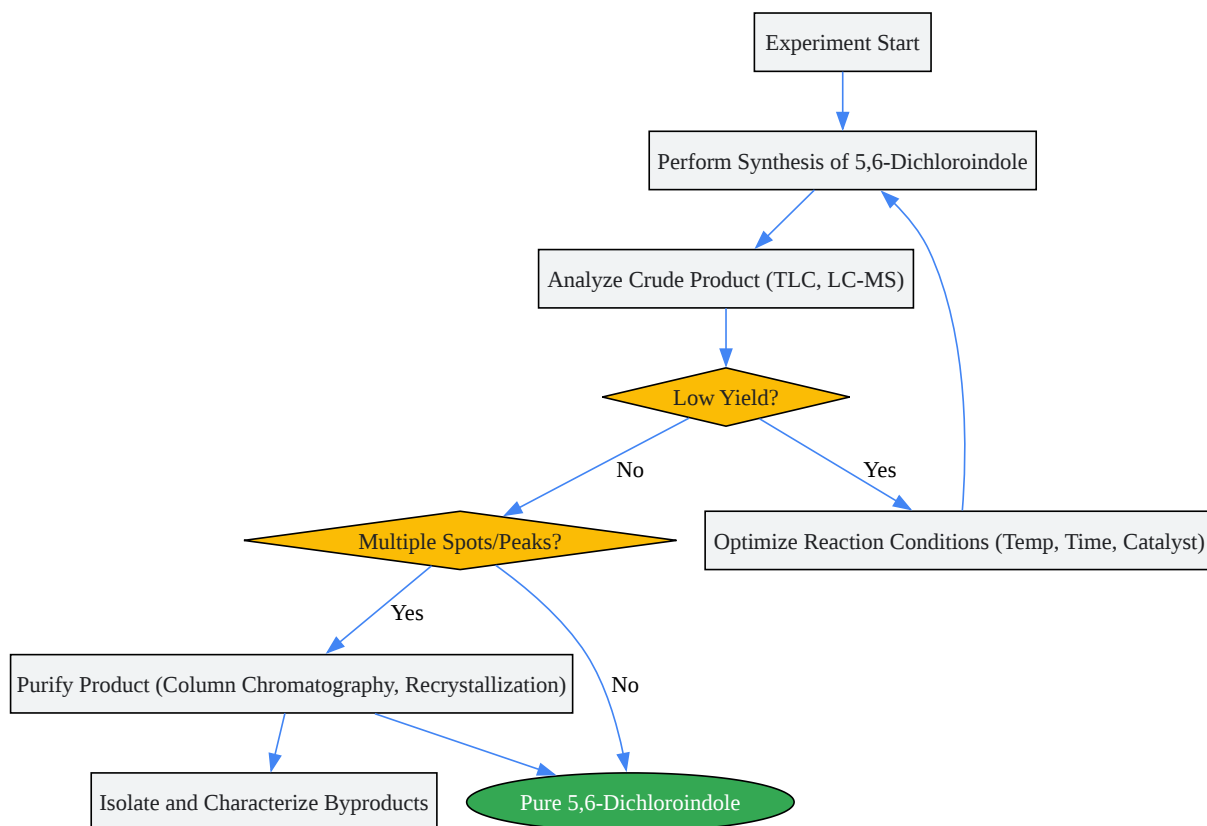 Experiment Start
Perform Synthesis of 5,6-Dichloroindole
Analyze Crude Product (TLC, LC-MS)
Low Yield?
No
Yes
Multiple Spots/Peaks?
Optimize Reaction Conditions (Temp, Time, Catalyst)
Yes
Purify Product (Column Chromatography, Recrystallization)
No
Isolate and Characterize Byproducts
Pure 5,6-Dichloroindole